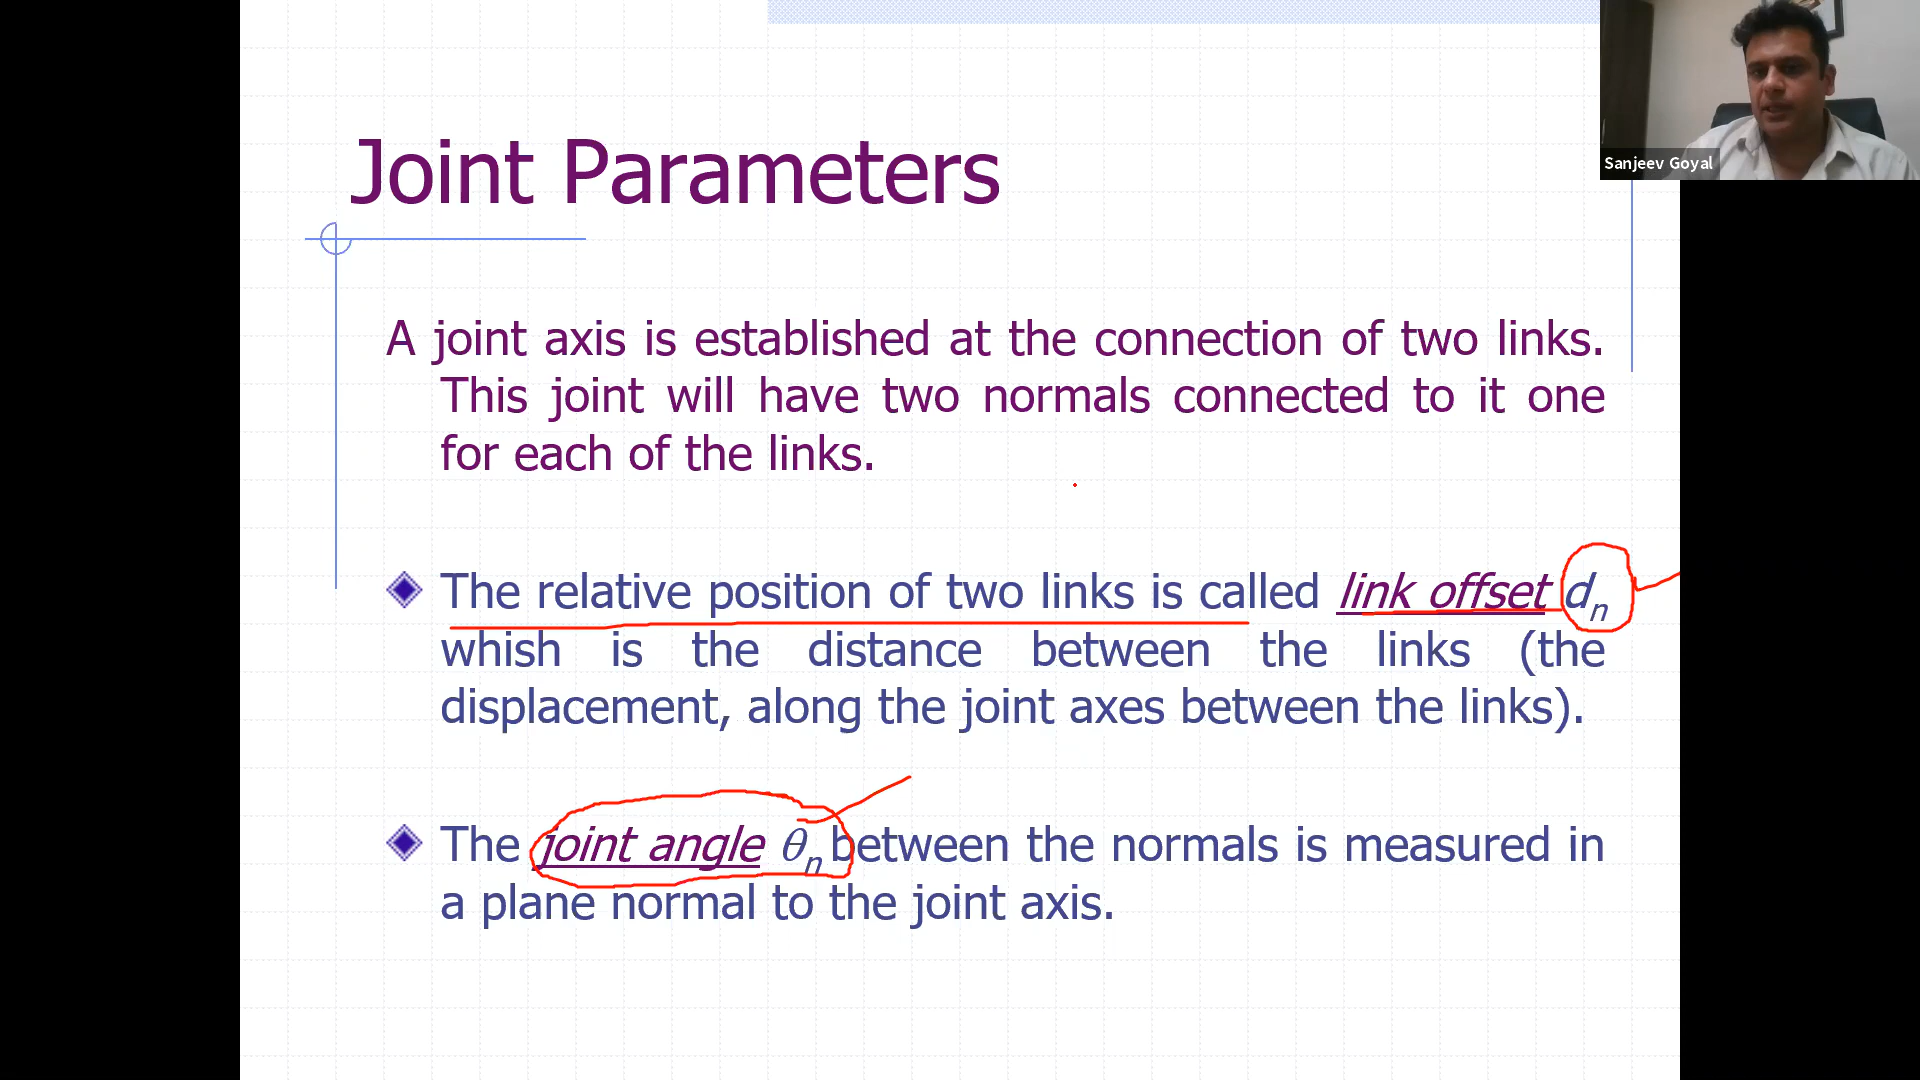 Sanjeev Goyal
Joint Parameters
A joint axis is established at the connection of two links.
This joint will have two normals connected to it one
for each of the links.
The relative position of two links is called link offset dₙ
whish is the distance between the links (the
displacement, along the joint axes between the links).
The joint angle θₙ between the normals is measured in
a plane normal to the joint axis.